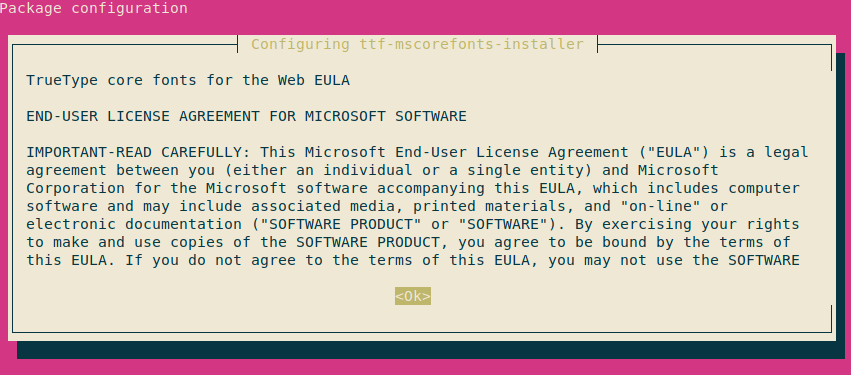 Package configuration
Configuring ttf-mscorefonts-installer
TrueType core fonts for the Web EULA
END-USER LICENSE AGREEMENT FOR MICROSOFT SOFTWARE
IMPORTANT-READ CAREFULLY: This Microsoft End-User License Agreement ("EULA") is a legal
agreement between you (either an individual or a single entity) and Microsoft
Corporation for the Microsoft software accompanying this EULA, which includes computer
software and may include associated media, printed materials, and "on-line" or
electronic documentation ("SOFTWARE PRODUCT" or "SOFTWARE"). By exercising your rights
to make and use copies of the SOFTWARE PRODUCT, you agree to be bound by the terms of
this EULA. If you do not agree to the terms of this EULA, you may not use the SOFTWARE
<Ok>